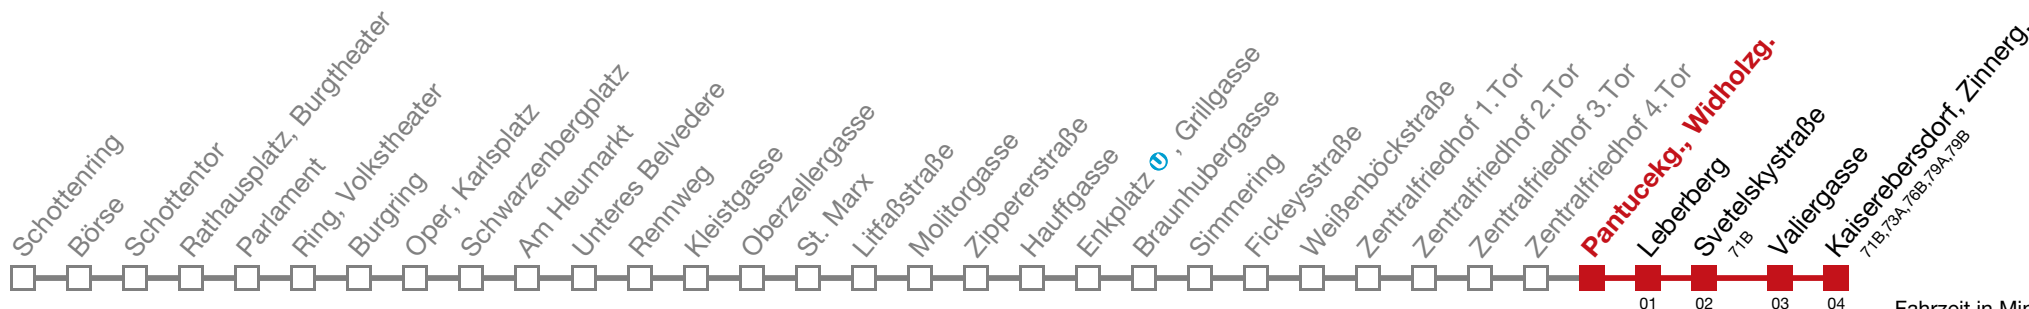 Schottenring
Börse
Schottentor
Rathausplatz, Burgtheater
Parlament
Ring, Volkstheater
Burgring
Oper, Karlsplatz
Schwarzenbergplatz
Am Heumarkt
Unteres Belvedere
Rennweg
Kleistgasse
Oberzellergasse
St. Marx
Litfaßstraße
Molitorgasse
Zippererstraße
Hauffgasse
Enkplatz U , Grillgasse
Braunhubergasse
Simmering
Fickeysstraße
Weißenböckstraße
Zentralfriedhof 1.Tor
Zentralfriedhof 2.Tor
Zentralfriedhof 3.Tor
Zentralfriedhof 4.Tor
Pantucekg., Widholzg.
Leberberg
Svetelskystraße
71B
Valiergasse
Kaiserebersdorf, Zinnerg.
71B,73A,76B,79A,79B
01 02 03 04
Fahrzeit in Min